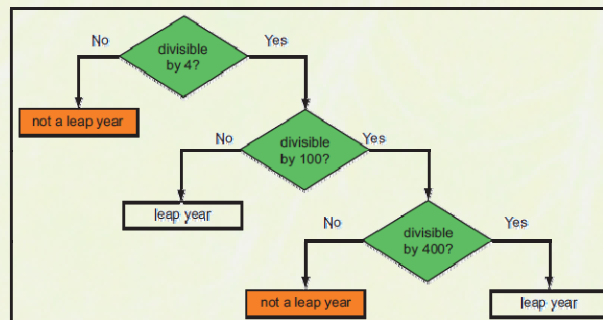 divisible
by 4?
No
Yes
not a leap year
divisible
by 100?
No
Yes
leap year
divisible
by 400?
No
Yes
not a leap year
leap year